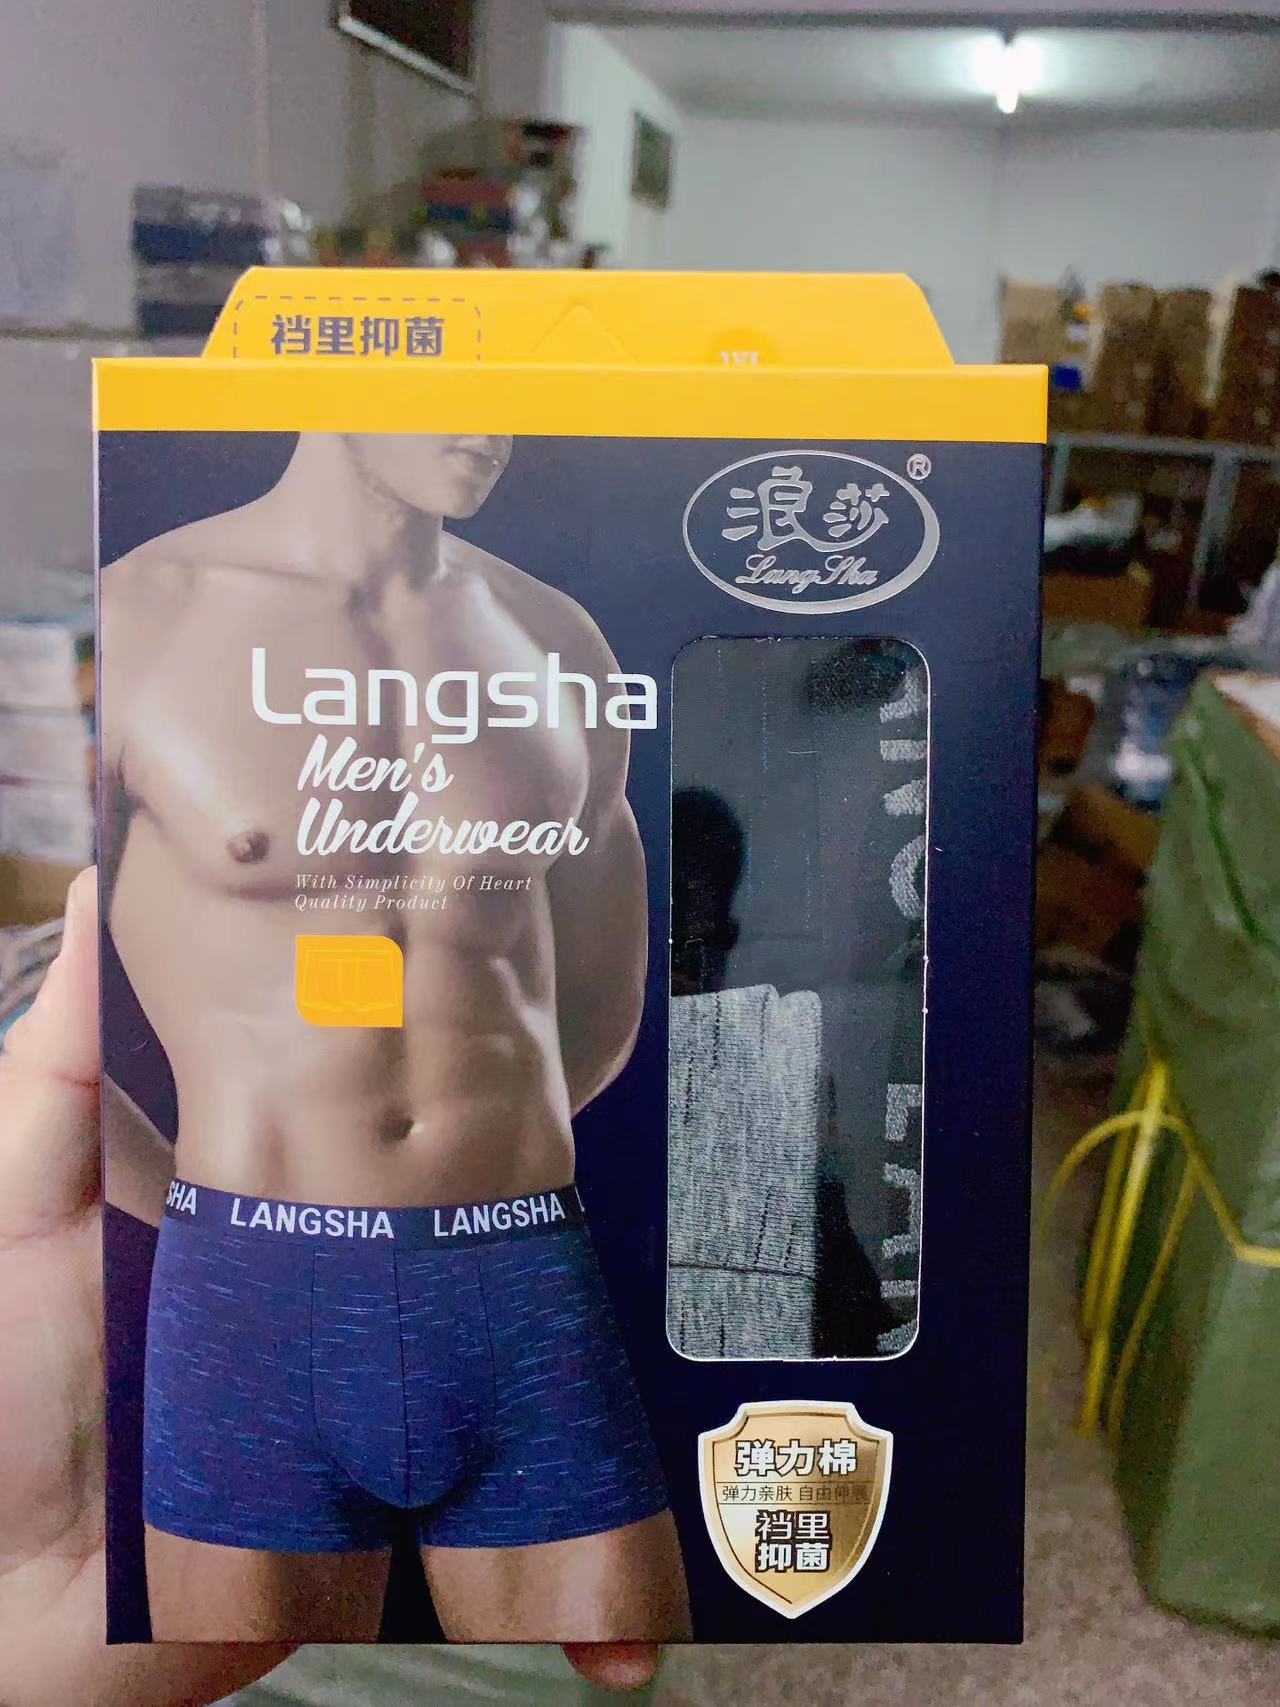 裆里抑菌
浪莎®
LangSha
Langsha
Men's
Underwear
With Simplicity Of Heart
Quality Product
SHA LANGSHA LANGSHA
弹力棉
弹力亲肤 自由伸展
裆里
抑菌